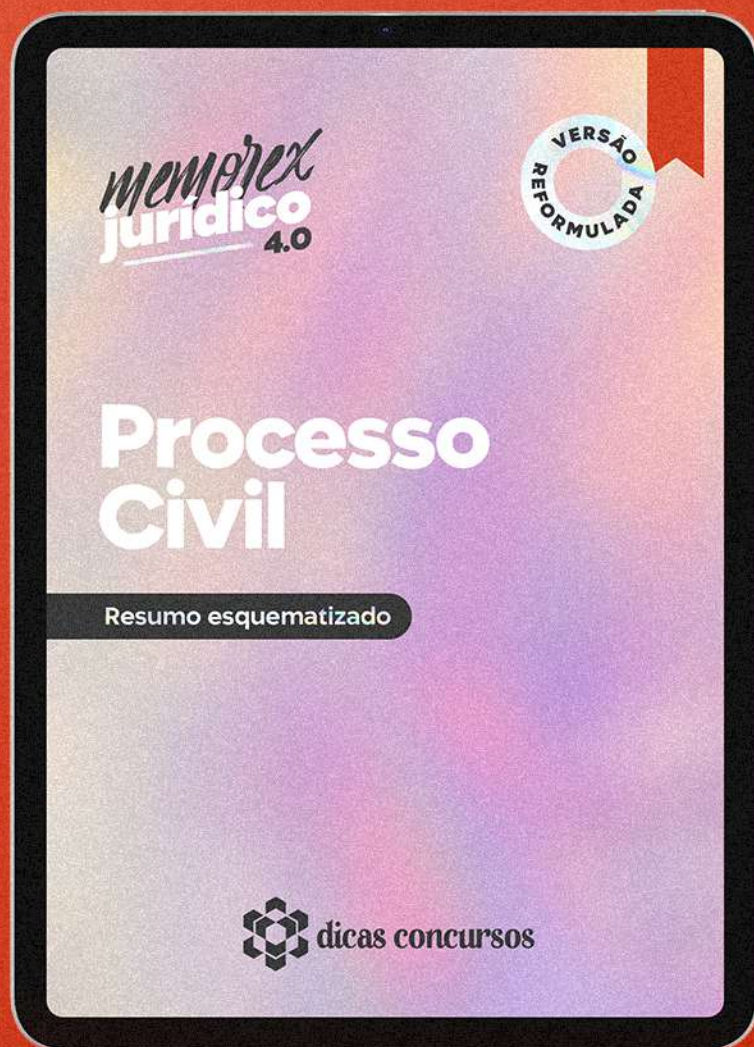 memorex
jurídico
4.0
VERSÃO
REFORMULADA
Processo
Civil
Resumo esquematizado
dicas concursos